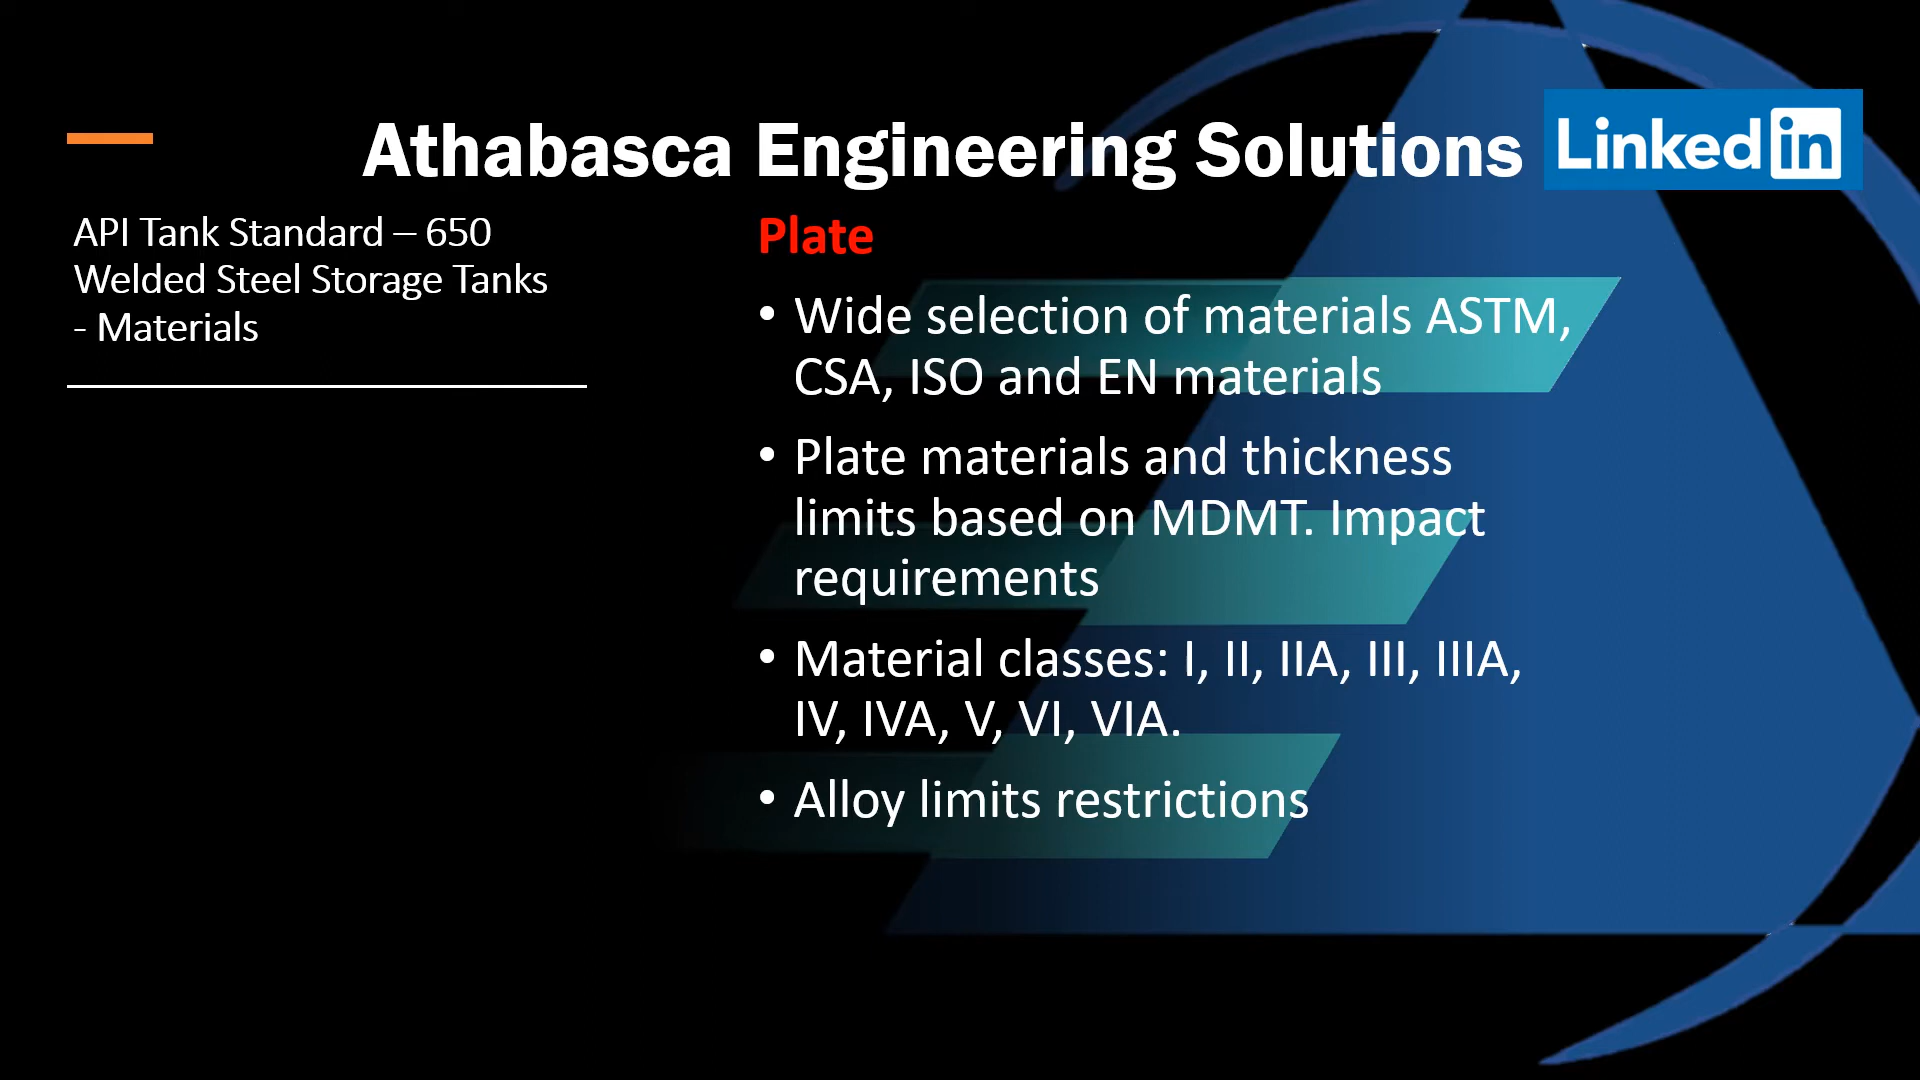 Athabasca Engineering Solutions
LinkedIn
API Tank Standard – 650
Welded Steel Storage Tanks
- Materials
Plate
• Wide selection of materials ASTM,
CSA, ISO and EN materials
• Plate materials and thickness
limits based on MDMT. Impact
requirements
• Material classes: I, II, IIA, III, IIIA,
IV, IVA, V, VI, VIA.
• Alloy limits restrictions